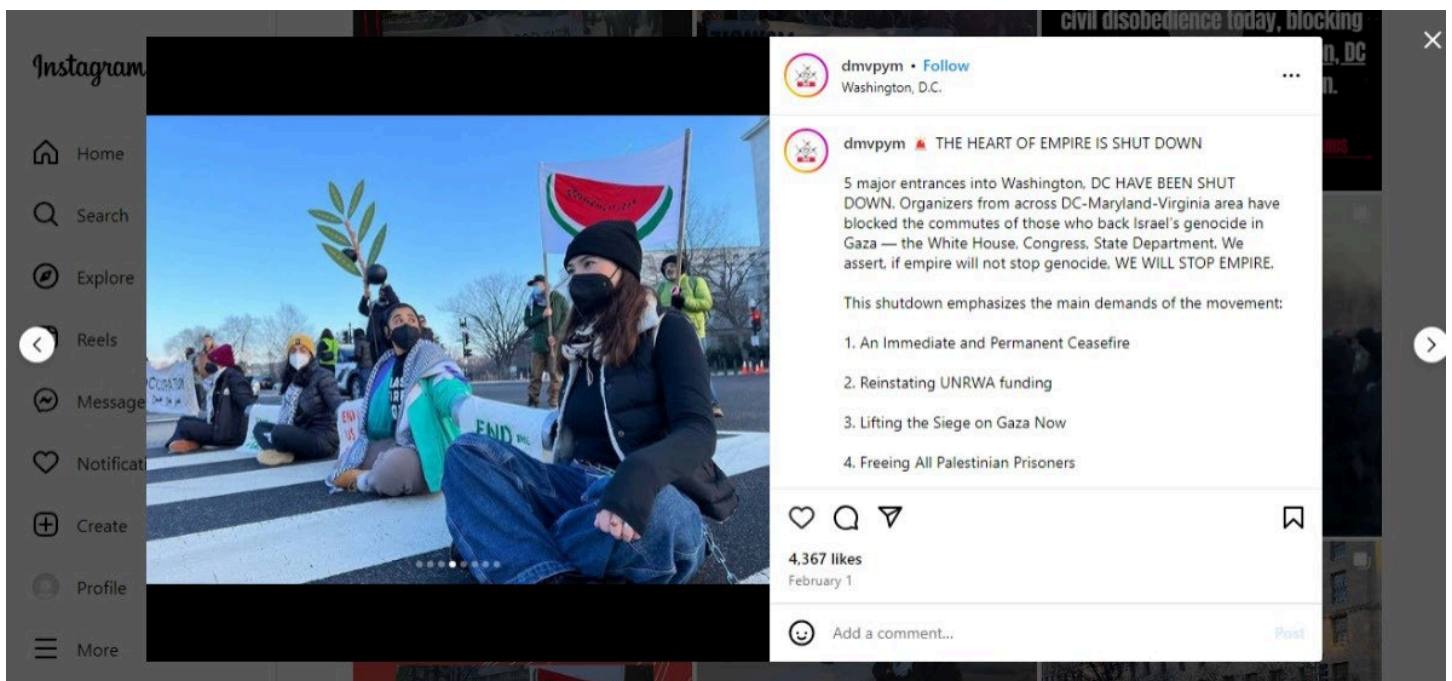 civil disobedience today, blocking
Instagram
Home
Search
Explore
Reels
Message
Notificati
Create
Profile
More
END
US
END THE
dmvpym • Follow
Washington, D.C.
dmvpym 🚨 THE HEART OF EMPIRE IS SHUT DOWN
5 major entrances into Washington, DC HAVE BEEN SHUT
DOWN. Organizers from across DC-Maryland-Virginia area have
blocked the commutes of those who back Israel's genocide in
Gaza — the White House, Congress, State Department. We
assert, if empire will not stop genocide, WE WILL STOP EMPIRE.
This shutdown emphasizes the main demands of the movement:
1. An Immediate and Permanent Ceasefire
2. Reinstating UNRWA funding
3. Lifting the Siege on Gaza Now
4. Freeing All Palestinian Prisoners
4,367 likes
February 1
Add a comment...
Post
n, DC
n.